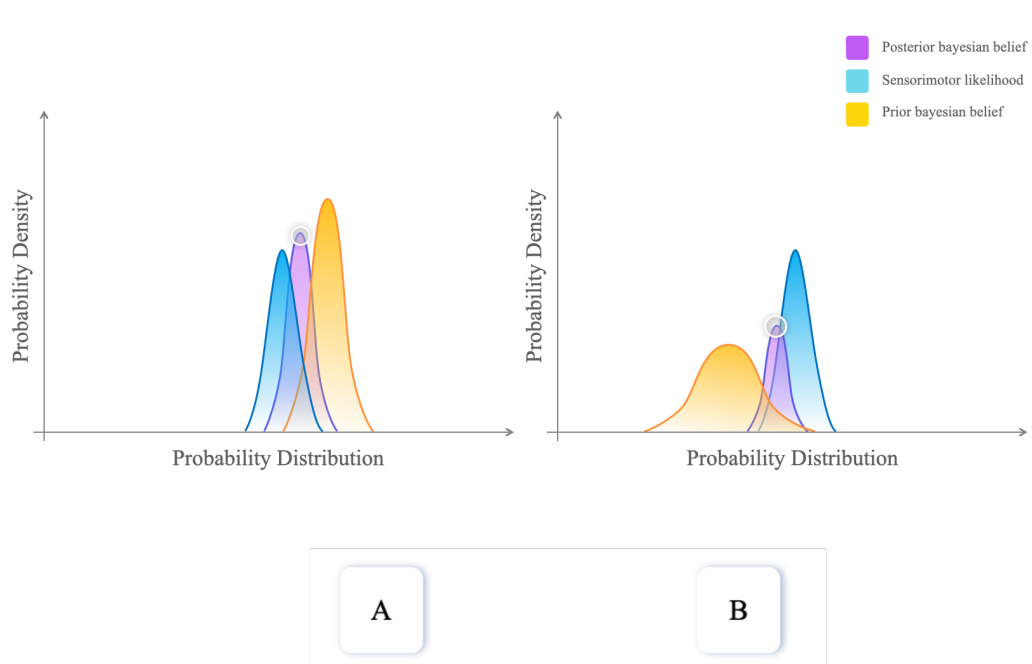 Posterior bayesian belief
Sensorimotor likelihood
Prior bayesian belief
Probability Density
Probability Distribution
Probability Density
Probability Distribution
A
B